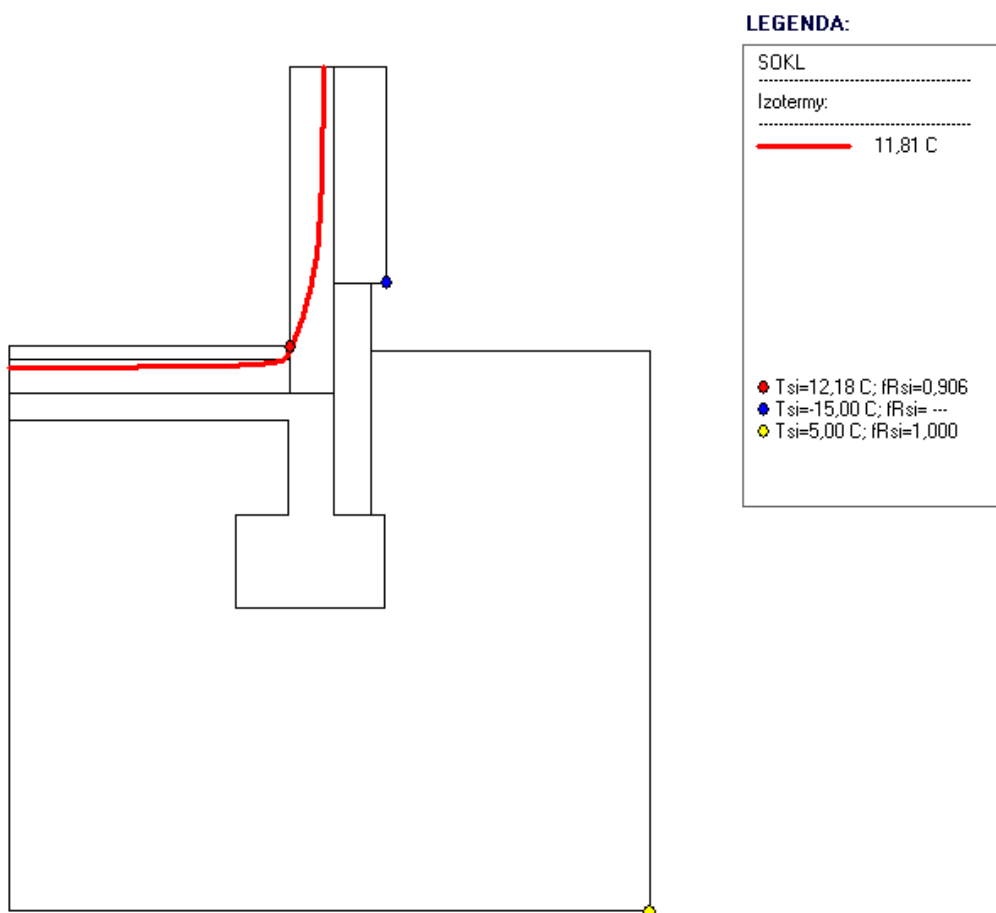 LEGENDA:
SOKL
Izotermy:
11,81 C
Tsi=12,18 C; fRsi=0,906
Tsi=-15,00 C; fRsi= ---
Tsi=5,00 C; fRsi=1,000